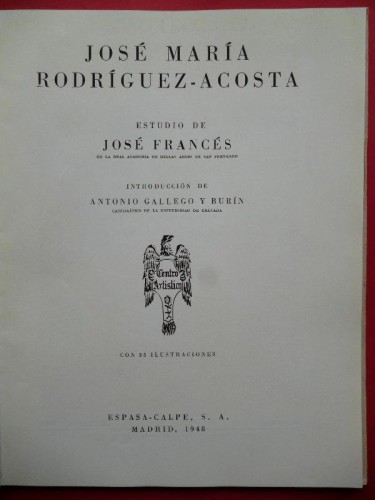 JOSÉ MARÍA
RODRÍGUEZ-ACOSTA
ESTUDIO DE
JOSÉ FRANCÉS
DE LA REAL ACADEMIA DE BELLAS ARTES DE SAN FERNANDO
INTRODUCCIÓN DE
ANTONIO GALLEGO Y BURÍN
CATEDRÁTICO DE LA UNIVERSIDAD DE GRANADA
Centro
Artístico
CON 35 ILUSTRACIONES
ESPASA-CALPE, S. A.
MADRID, 1948